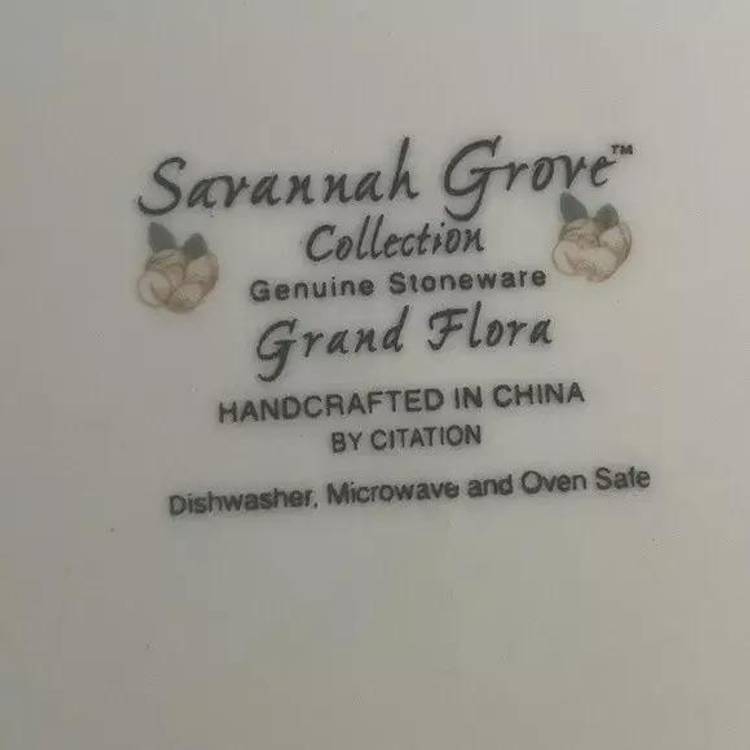 Savannah Grove™
Collection
Genuine Stoneware
Grand Flora
HANDCRAFTED IN CHINA
BY CITATION
Dishwasher, Microwave and Oven Safe